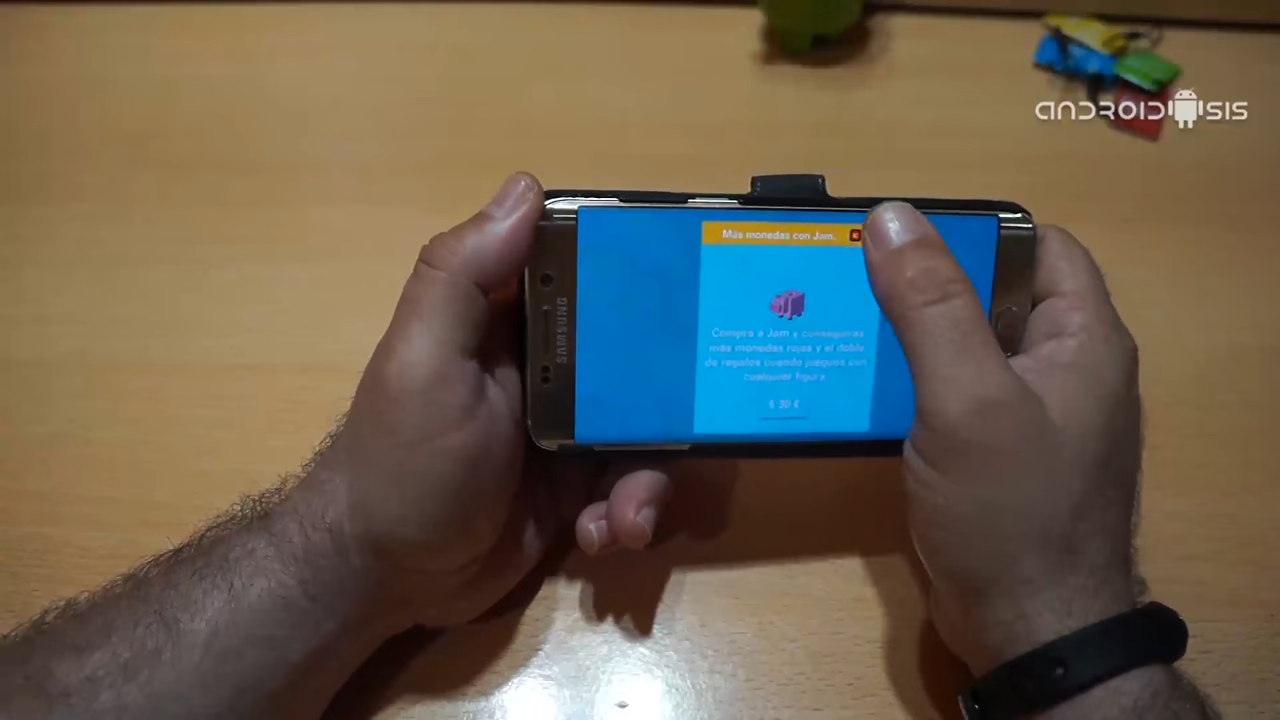 ANDROIDSIS
Más monedas con Jam.
SAMSUNG
Compra a Jam y conseguirás
más monedas rojas y el doble
de regalos cuando juegues con
cualquier figura